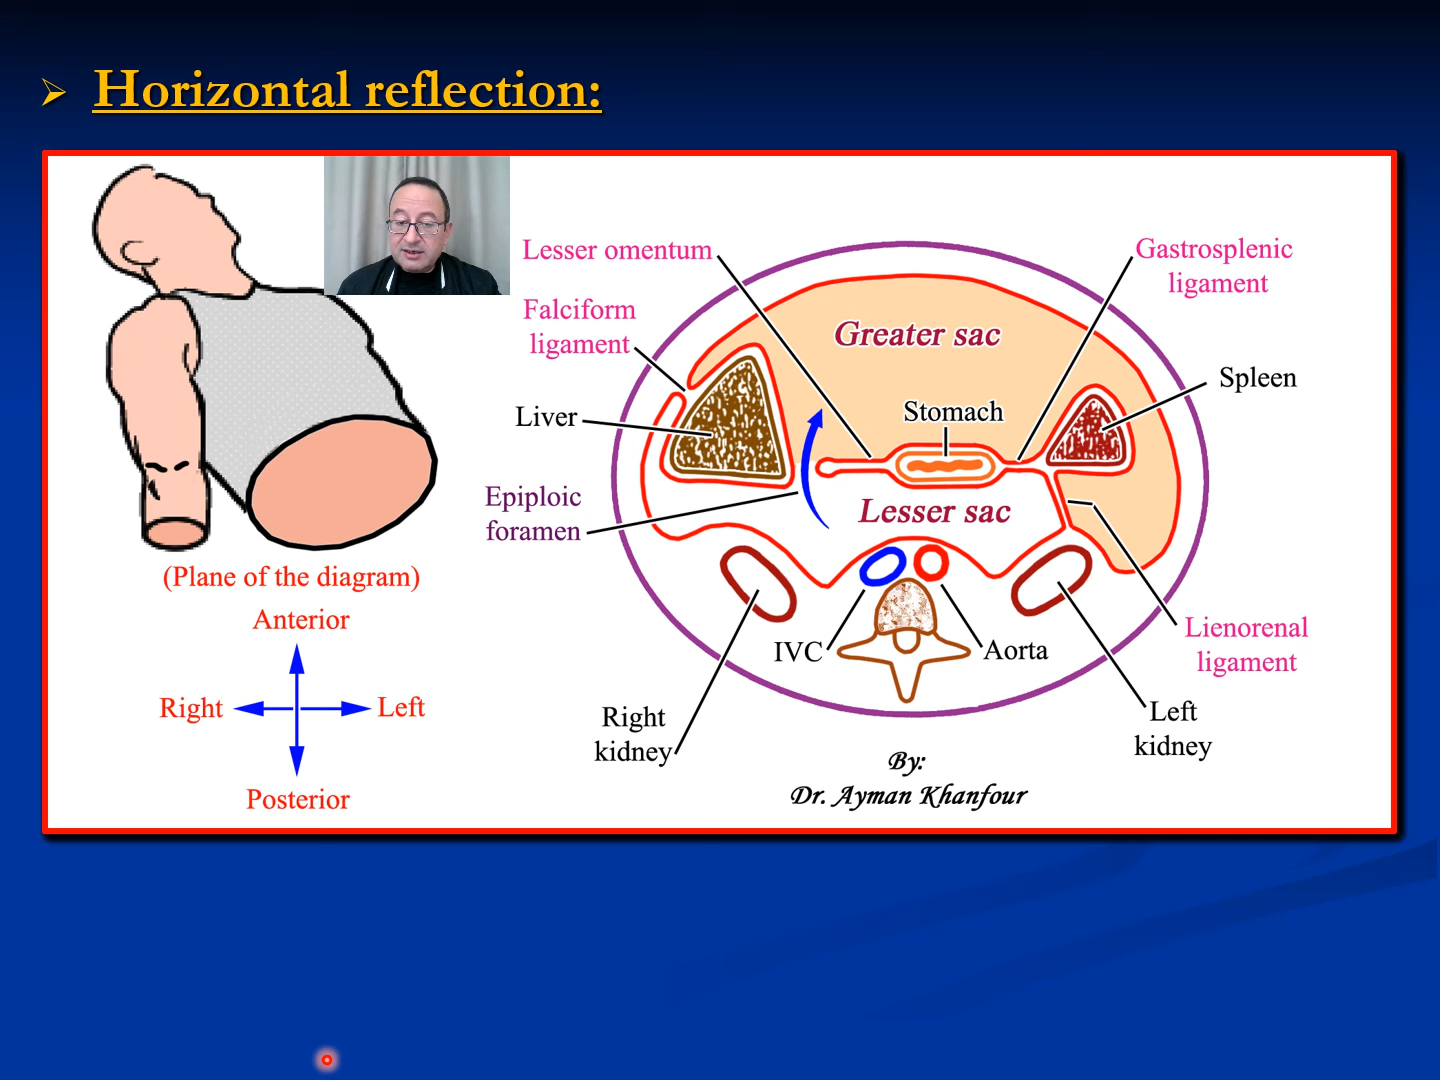 Horizontal reflection:
Lesser omentum
Gastrosplenic
ligament
Falciform
ligament
Greater sac
Spleen
Liver
Stomach
Epiploic
foramen
Lesser sac
(Plane of the diagram)
Anterior
Right
Left
Posterior
IVC
Aorta
Lienorenal
ligament
Right
kidney
Left
kidney
By:
Dr. Ayman Khanfour